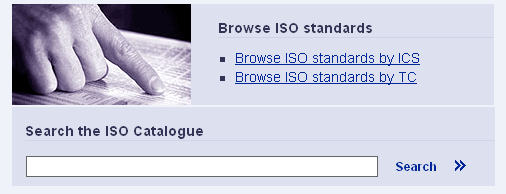 Browse ISO standards
Browse ISO standards by ICS
Browse ISO standards by TC
Search the ISO Catalogue
Search